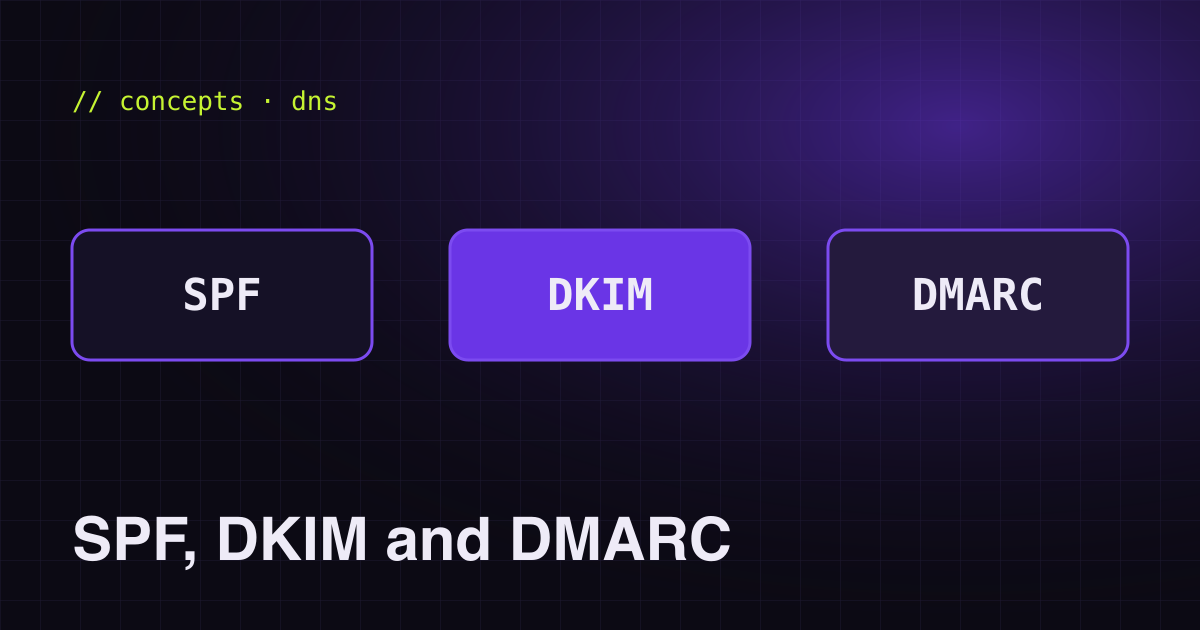 // concepts · dns
SPF
DKIM
DMARC
SPF, DKIM and DMARC